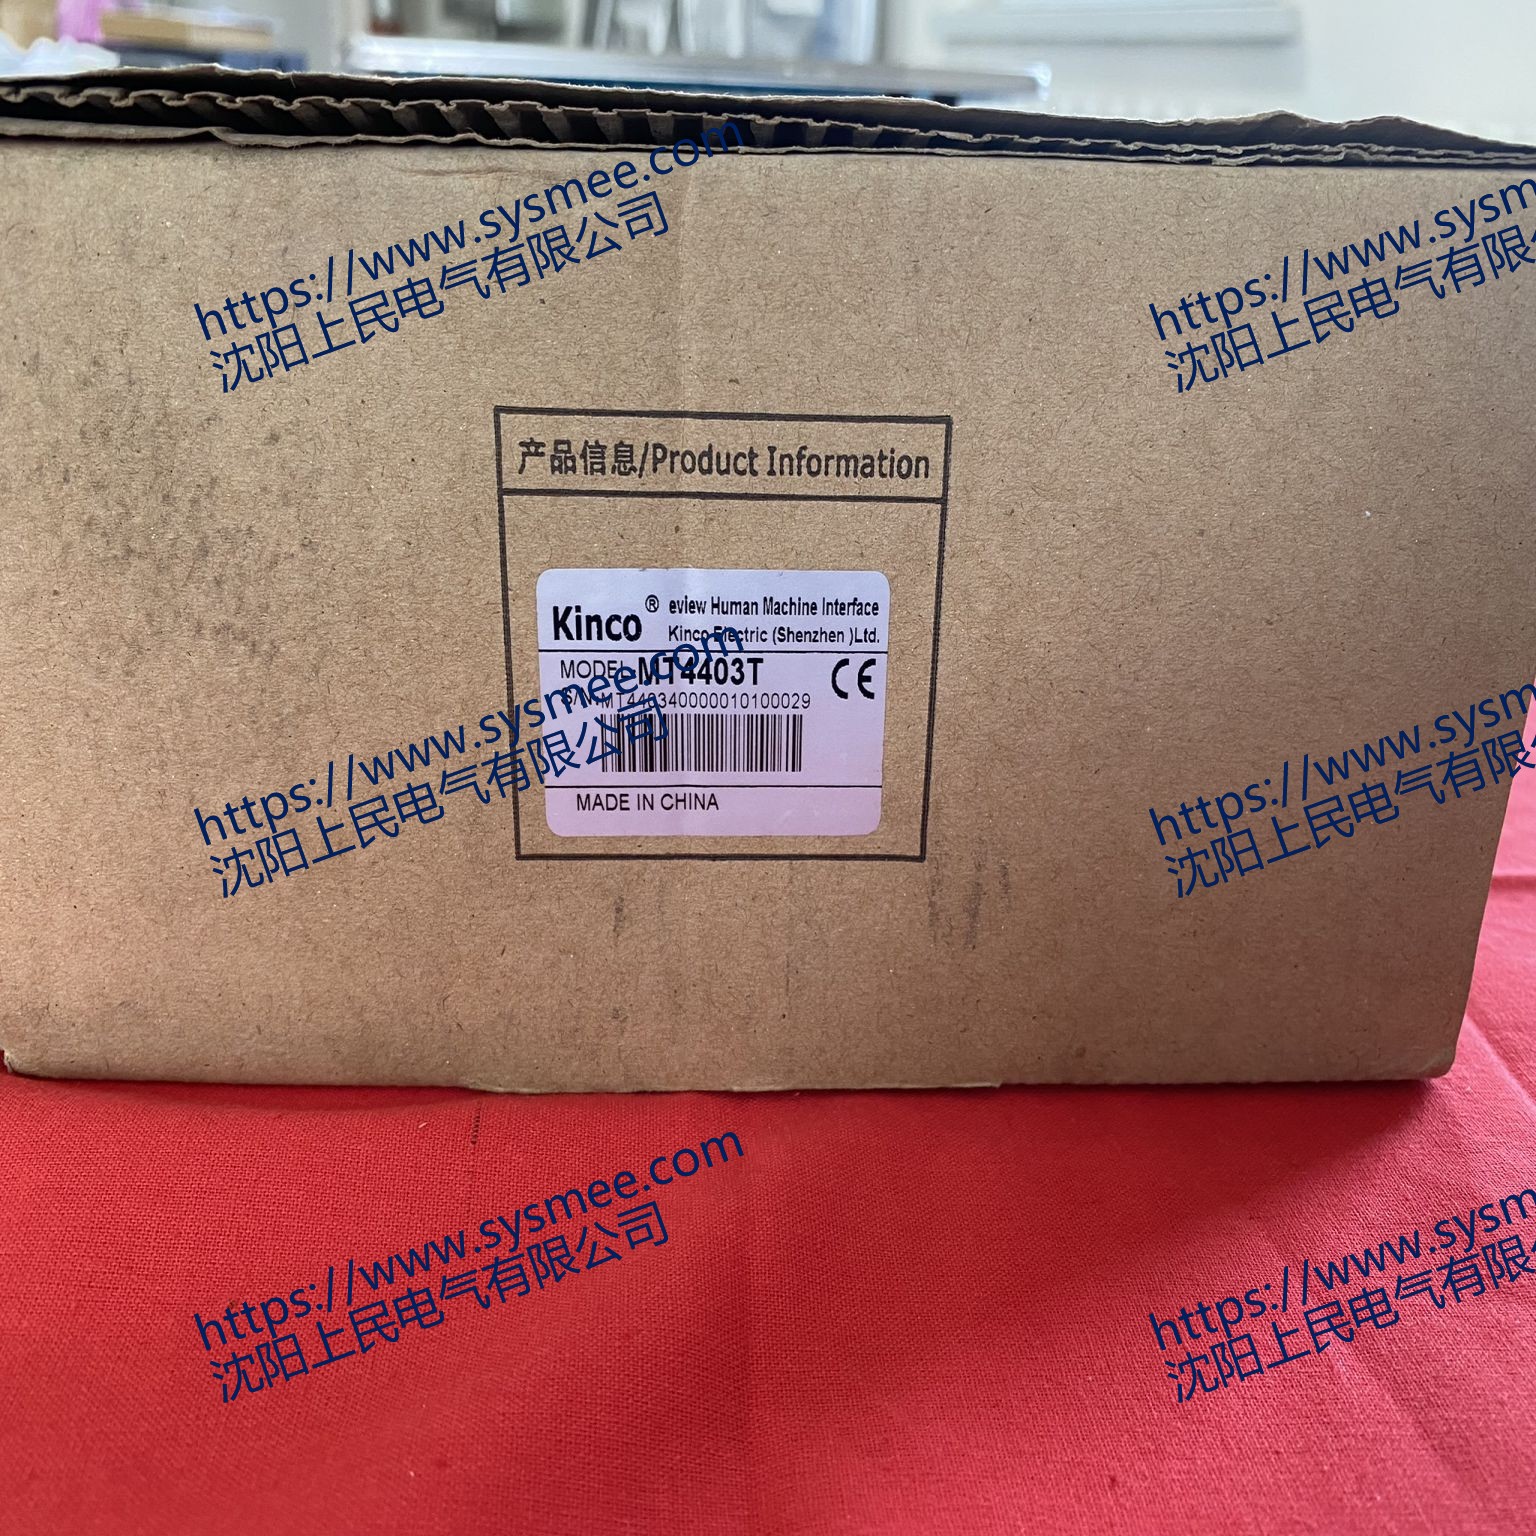 https://www.sysmee.com
沈阳上民电气有限公司
https://www.sysm
沈阳上民电气有限
产品信息/Product Information
Kinco® eview Human Machine Interface
Kinco Electric (Shenzhen )Ltd.
MODEL:MT4403T CE
S/N:MT440340000010100029
MADE IN CHINA
https://www.sysmee.com
沈阳上民电气有限公司
https://www.sysm
沈阳上民电气有限
https://www.sysmee.com
沈阳上民电气有限公司
https://www.sysm
沈阳上民电气有限